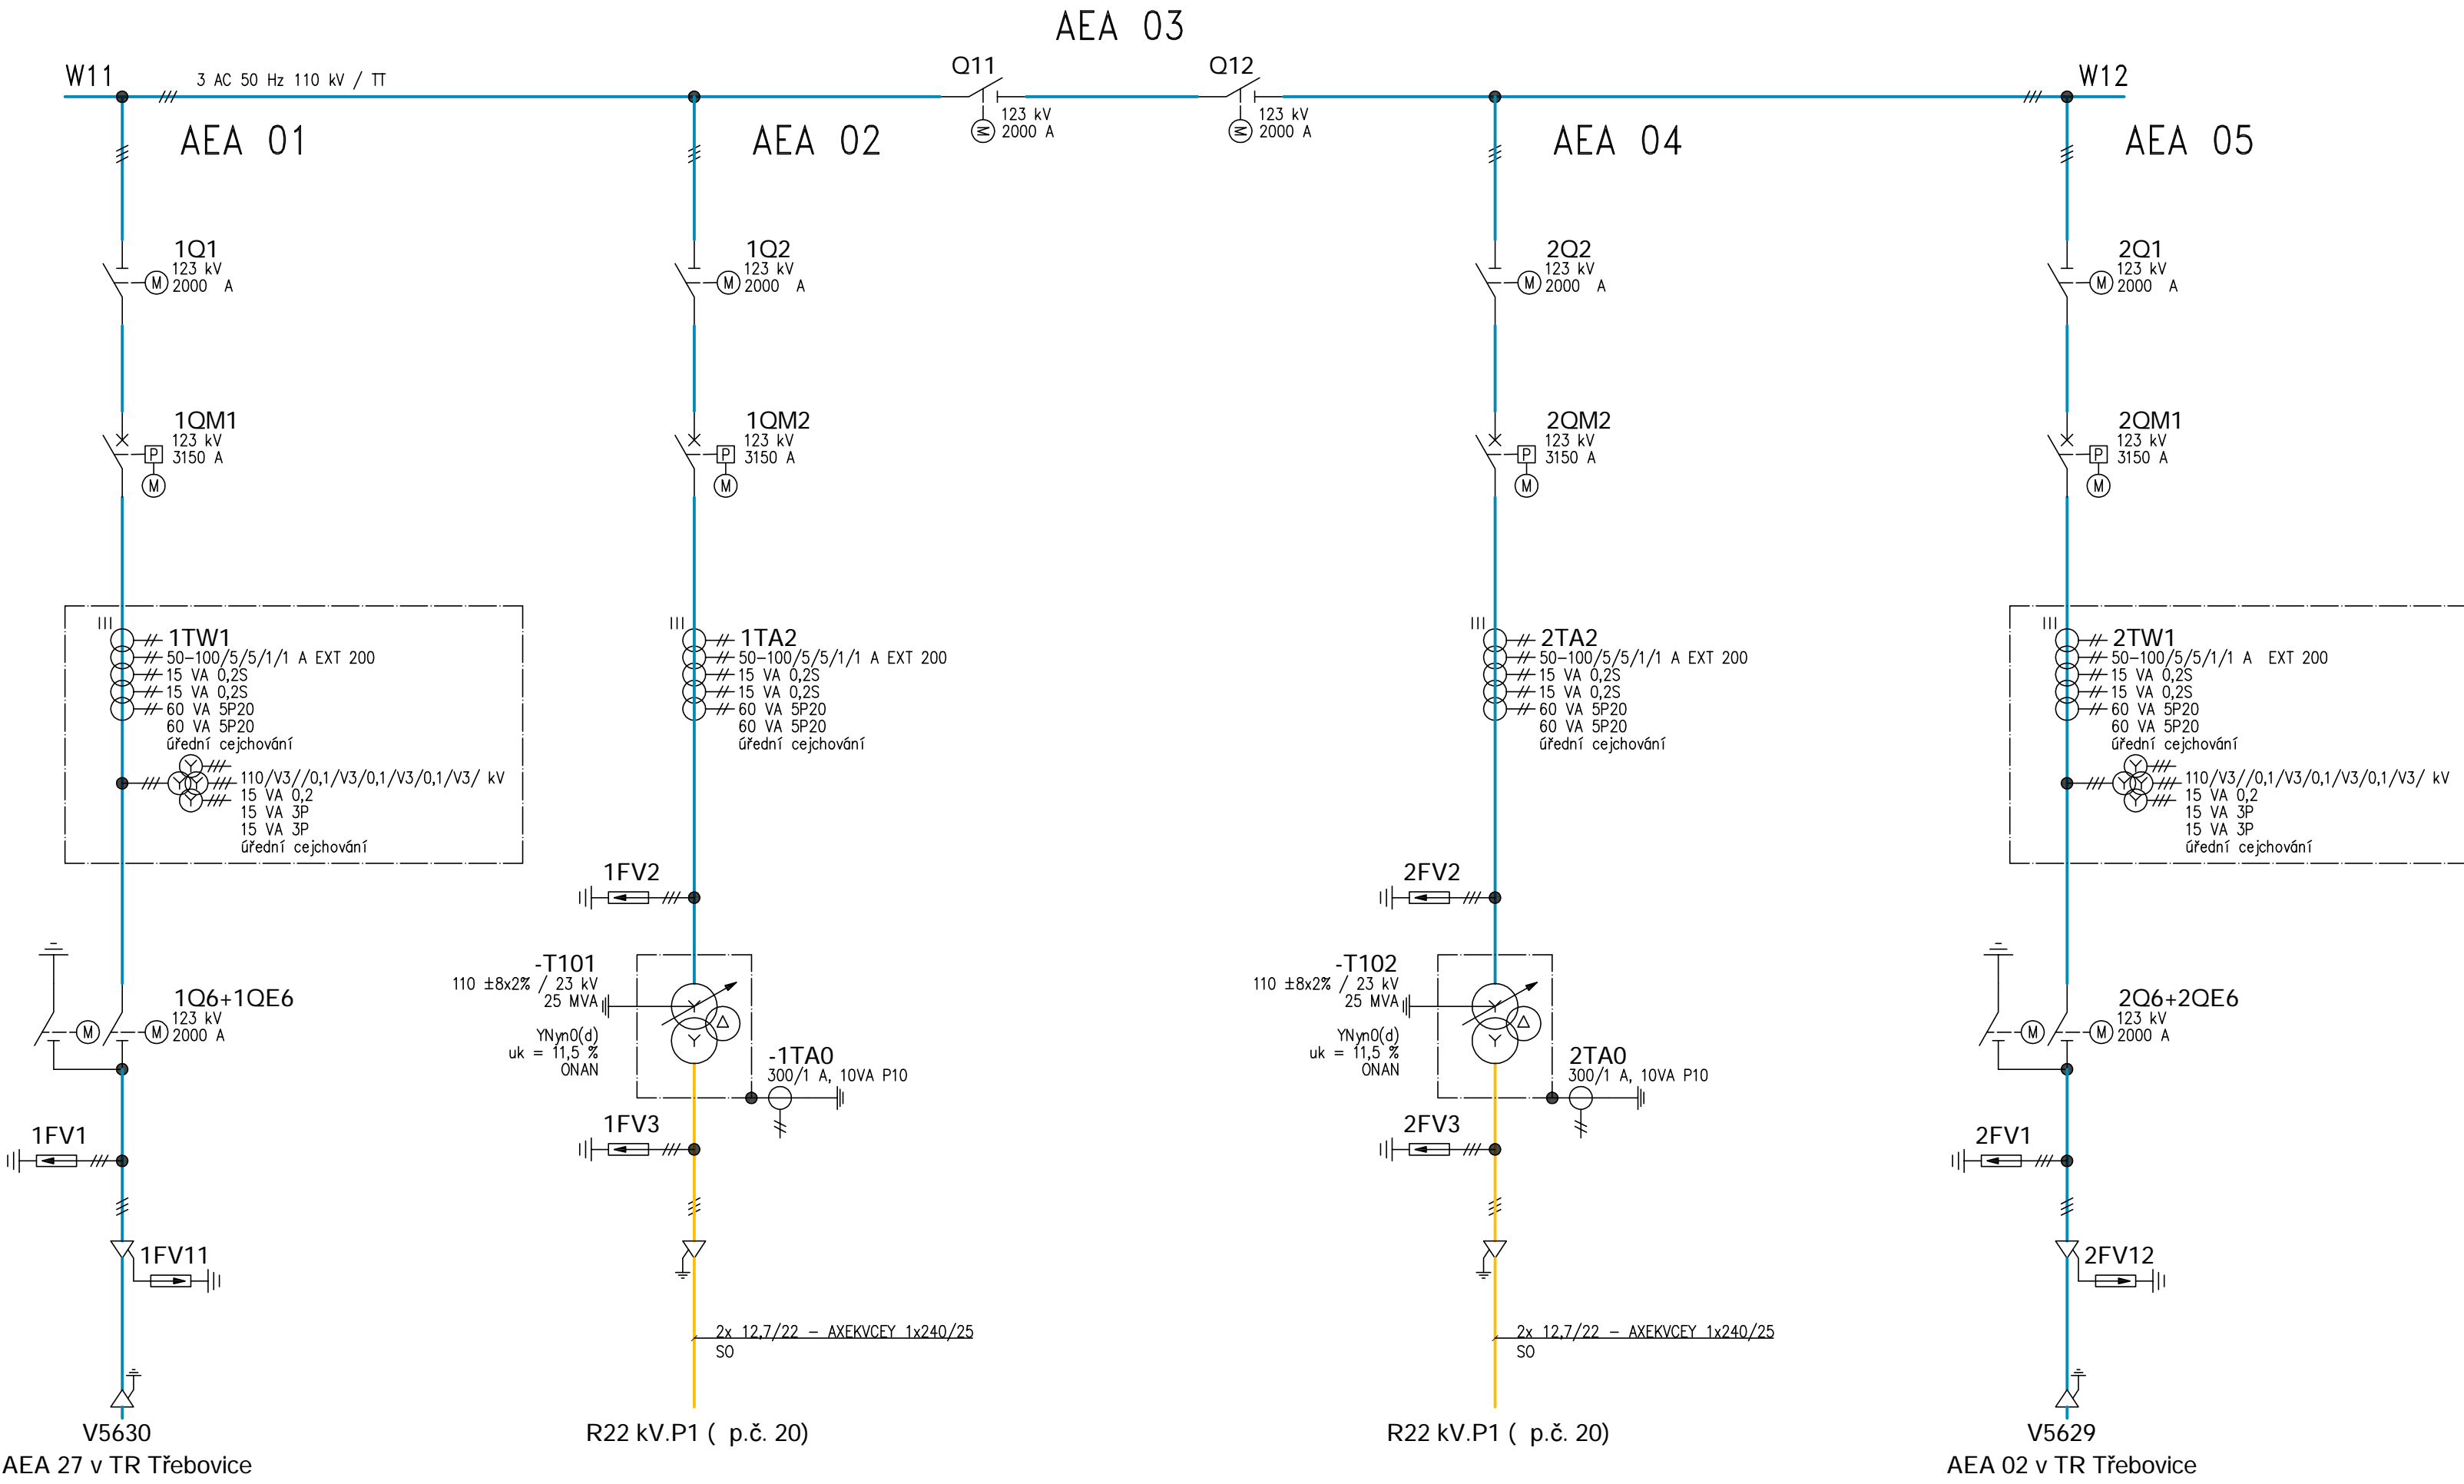 AEA 03
W11
3 AC 50 Hz 110 kV / TT
Q11
123 kV
2000 A
M
Q12
123 kV
2000 A
M
W12
AEA 01
AEA 02
AEA 04
AEA 05
1Q1
123 kV
2000 A
M
1Q2
123 kV
2000 A
M
2Q2
123 kV
2000 A
M
2Q1
123 kV
2000 A
M
1QM1
123 kV
3150 A
P
M
1QM2
123 kV
3150 A
P
M
2QM2
123 kV
3150 A
P
M
2QM1
123 kV
3150 A
P
M
1TW1
50-100/5/5/1/1 A EXT 200
15 VA 0,2S
15 VA 0,2S
60 VA 5P20
60 VA 5P20
úřední cejchování
110/V3//0,1/V3/0,1/V3/0,1/V3/ kV
15 VA 0,2
15 VA 3P
15 VA 3P
úřední cejchování
Y
Y Y
Y
1TA2
50-100/5/5/1/1 A EXT 200
15 VA 0,2S
15 VA 0,2S
60 VA 5P20
60 VA 5P20
úřední cejchování
2TA2
50-100/5/5/1/1 A EXT 200
15 VA 0,2S
15 VA 0,2S
60 VA 5P20
60 VA 5P20
úřední cejchování
2TW1
50-100/5/5/1/1 A EXT 200
15 VA 0,2S
15 VA 0,2S
60 VA 5P20
60 VA 5P20
úřední cejchování
110/V3//0,1/V3/0,1/V3/0,1/V3/ kV
15 VA 0,2
15 VA 3P
15 VA 3P
úřední cejchování
Y
Y Y
Y
1FV2
2FV2
1Q6+1QE6
123 kV
2000 A
M
M
-T101
110 ±8x2% / 23 kV
25 MVA
YNyn0(d)
uk = 11,5 %
ONAN
Y
Y
Δ
-1TA0
300/1 A, 10VA P10
-T102
110 ±8x2% / 23 kV
25 MVA
YNyn0(d)
uk = 11,5 %
ONAN
Y
Y
Δ
2TA0
300/1 A, 10VA P10
2Q6+2QE6
123 kV
2000 A
M
M
1FV1
1FV3
2FV3
2FV1
1FV11
2FV12
2x 12,7/22 – AXEKVCEY 1x240/25
SO
2x 12,7/22 – AXEKVCEY 1x240/25
SO
V5630
AEA 27 v TR Třebovice
R22 kV.P1 ( p.č. 20)
R22 kV.P1 ( p.č. 20)
V5629
AEA 02 v TR Třebovice